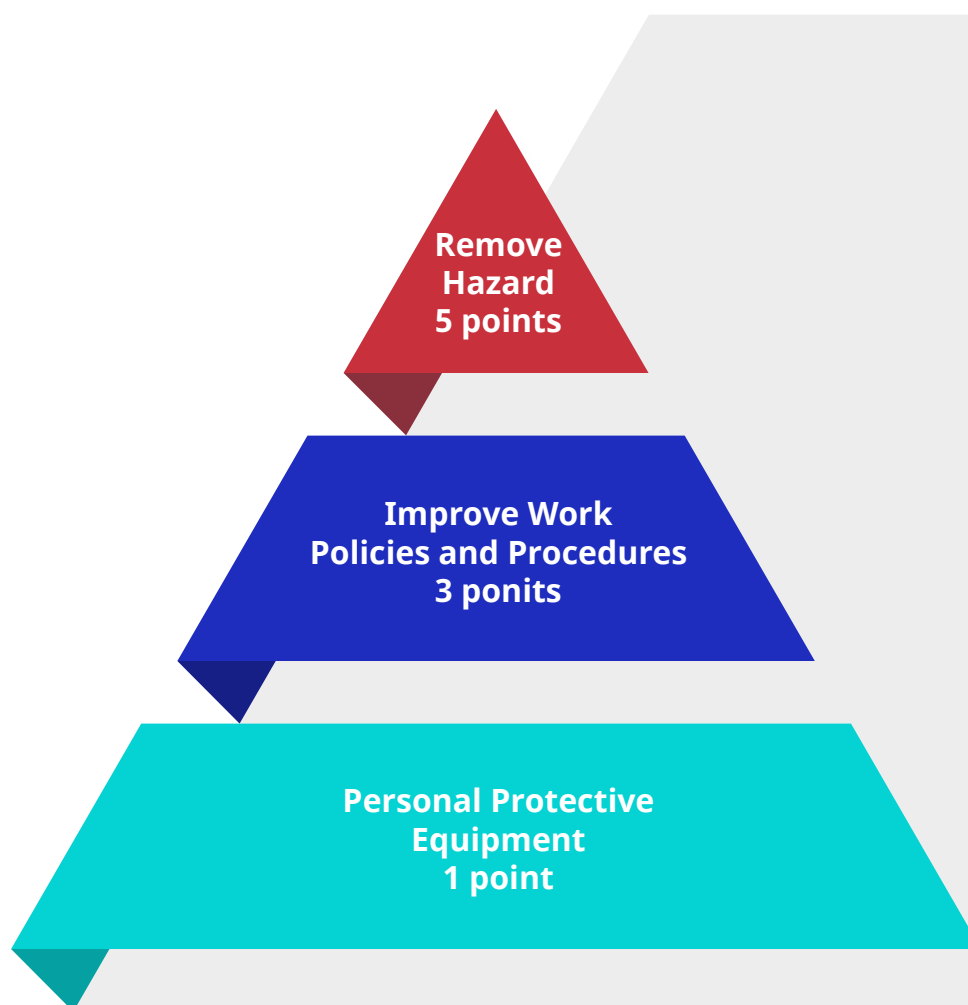 Remove
Hazard
5 points
Improve Work
Policies and Procedures
3 ponits
Personal Protective
Equipment
1 point